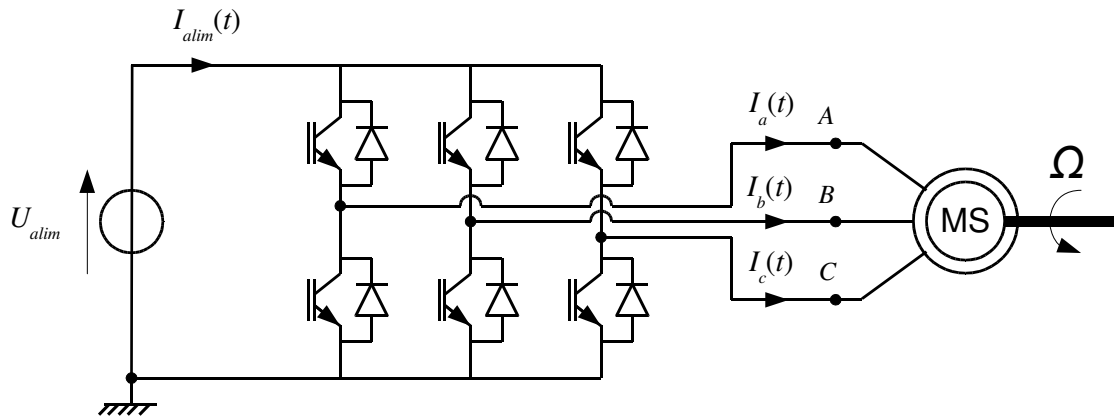 I_alim(t)
U_alim
I_a(t)
A
I_b(t)
B
I_c(t)
C
MS
Ω